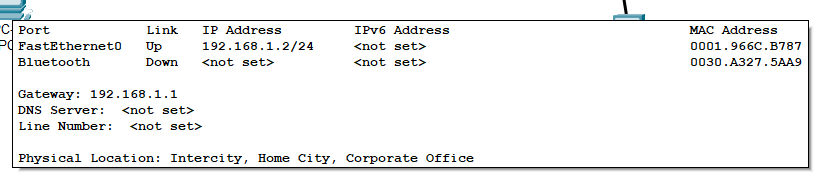 Port Link IP Address IPv6 Address MAC Address
FastEthernet0 Up 192.168.1.2/24 <not set> 0001.966C.B787
Bluetooth Down <not set> <not set> 0030.A327.5AA9
Gateway: 192.168.1.1
DNS Server: <not set>
Line Number: <not set>
Physical Location: Intercity, Home City, Corporate Office